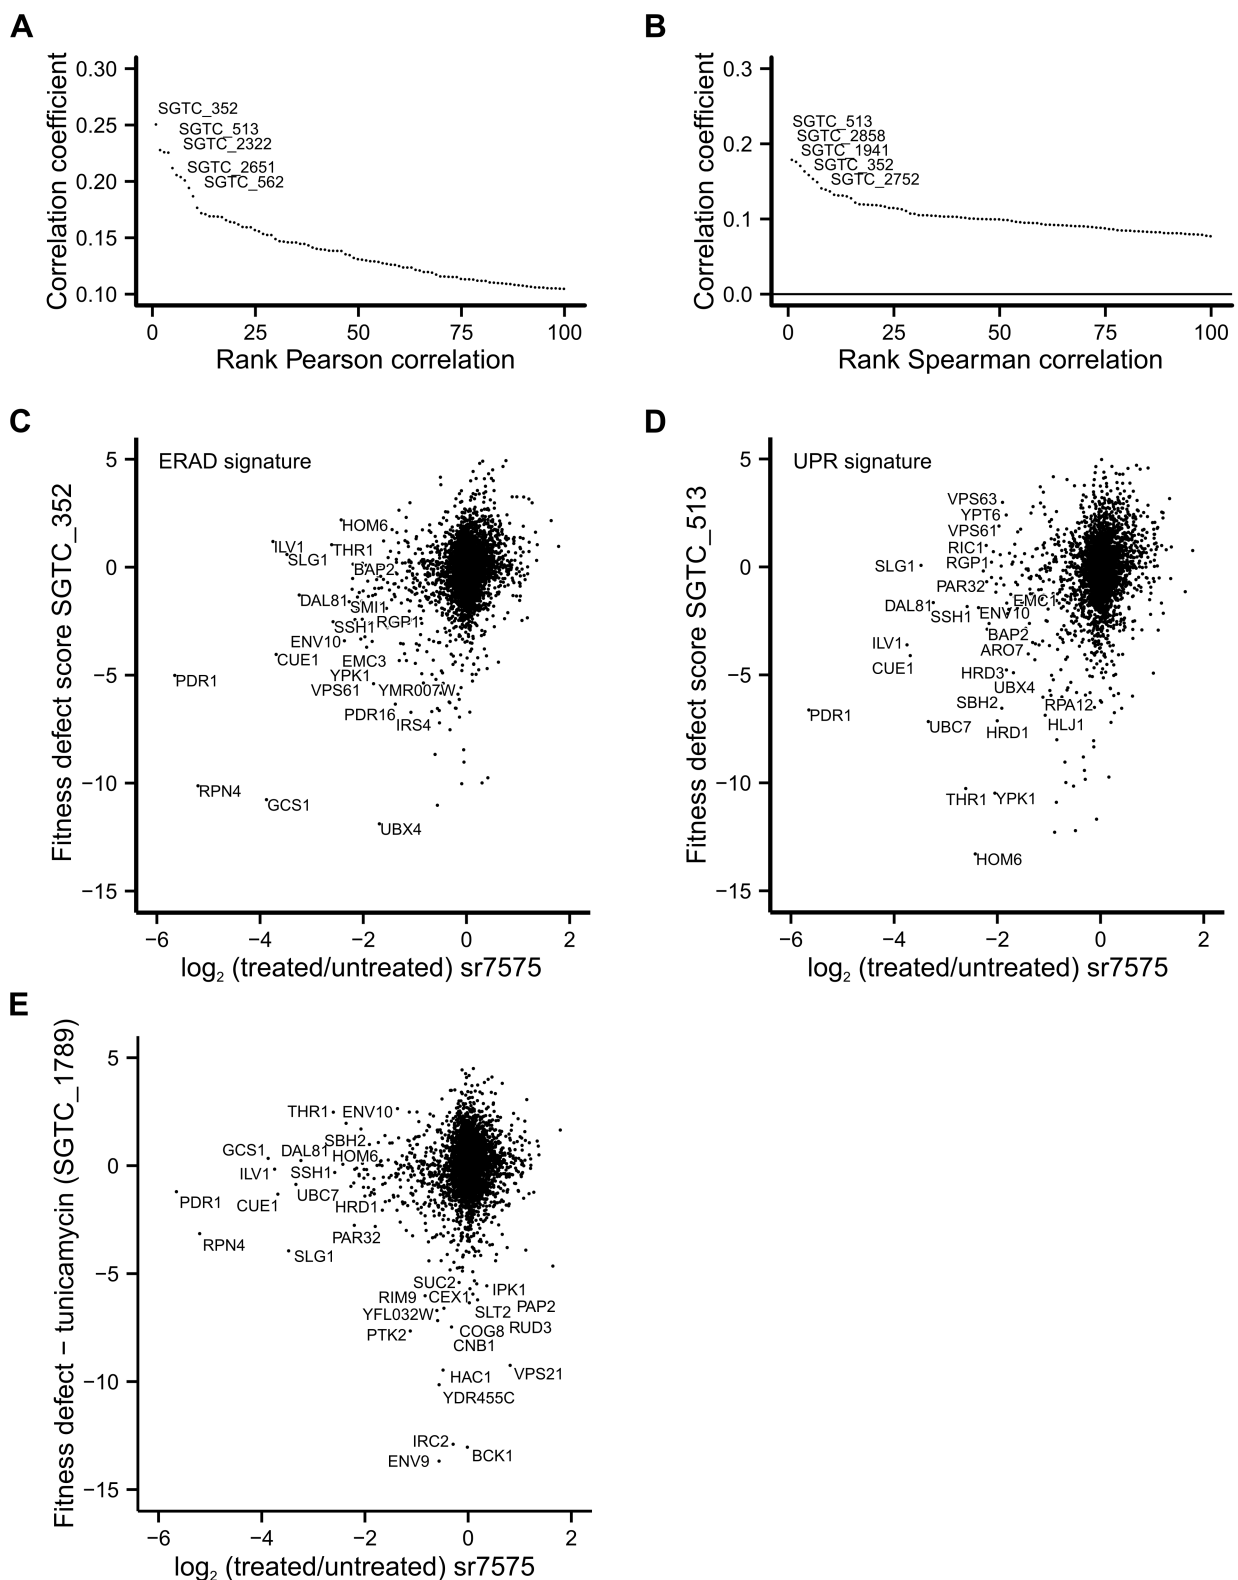 A
Correlation coefficient
0.30
0.25
0.20
0.15
0.10
SGTC_352
SGTC_513
SGTC_2322
SGTC_2651
SGTC_562
0
25
50
75
100
Rank Pearson correlation
B
Correlation coefficient
0.3
0.2
0.1
0.0
SGTC_513
SGTC_2858
SGTC_1941
SGTC_352
SGTC_2752
0
25
50
75
100
Rank Spearman correlation
C
Fitness defect score SGTC_352
5
0
−5
−10
−15
ERAD signature
HOM6
ILV1
THR1
SLG1
BAP2
DAL81
SMI1
SSH1
RGP1
ENV10
CUE1
EMC3
YPK1
PDR1
VPS61
YMR007W
PDR16
IRS4
RPN4
GCS1
UBX4
−6
−4
−2
0
2
log2 (treated/untreated) sr7575
D
Fitness defect score SGTC_513
5
0
−5
−10
−15
UPR signature
VPS63
YPT6
VPS61
RIC1
RGP1
SLG1
PAR32
DAL81
EMC1
SSH1
ENV10
BAP2
ILV1
ARO7
CUE1
HRD3
UBX4
SBH2
RPA12
PDR1
UBC7
HRD1
HLJ1
THR1
YPK1
HOM6
−6
−4
−2
0
2
log2 (treated/untreated) sr7575
E
Fitness defect − tunicamycin (SGTC_1789)
5
0
−5
−10
−15
THR1
ENV10
SBH2
GCS1
DAL81
HOM6
ILV1
SSH1
PDR1
CUE1
UBC7
HRD1
RPN4
PAR32
SLG1
SUC2
IPK1
RIM9
CEX1
YFL032W
SLT2
PAP2
PTK2
COG8
RUD3
CNB1
HAC1
VPS21
YDR455C
IRC2
ENV9
BCK1
−6
−4
−2
0
2
log2 (treated/untreated) sr7575